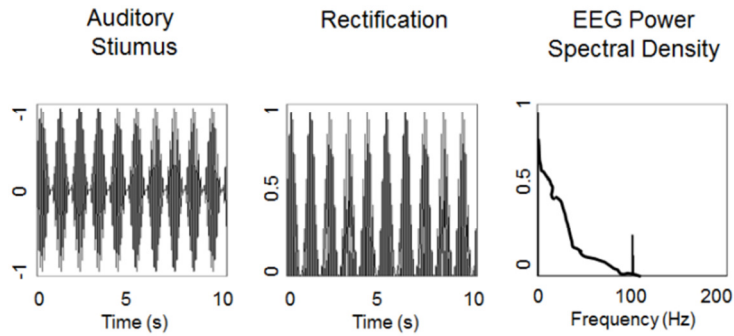 Auditory
Stiumus
Rectification
EEG Power
Spectral Density
-1
0
-1
0 5 10
Time (s)
1
0.5
0
0 5 10
Time (s)
1
0.5
0
0 100 200
Frequency (Hz)